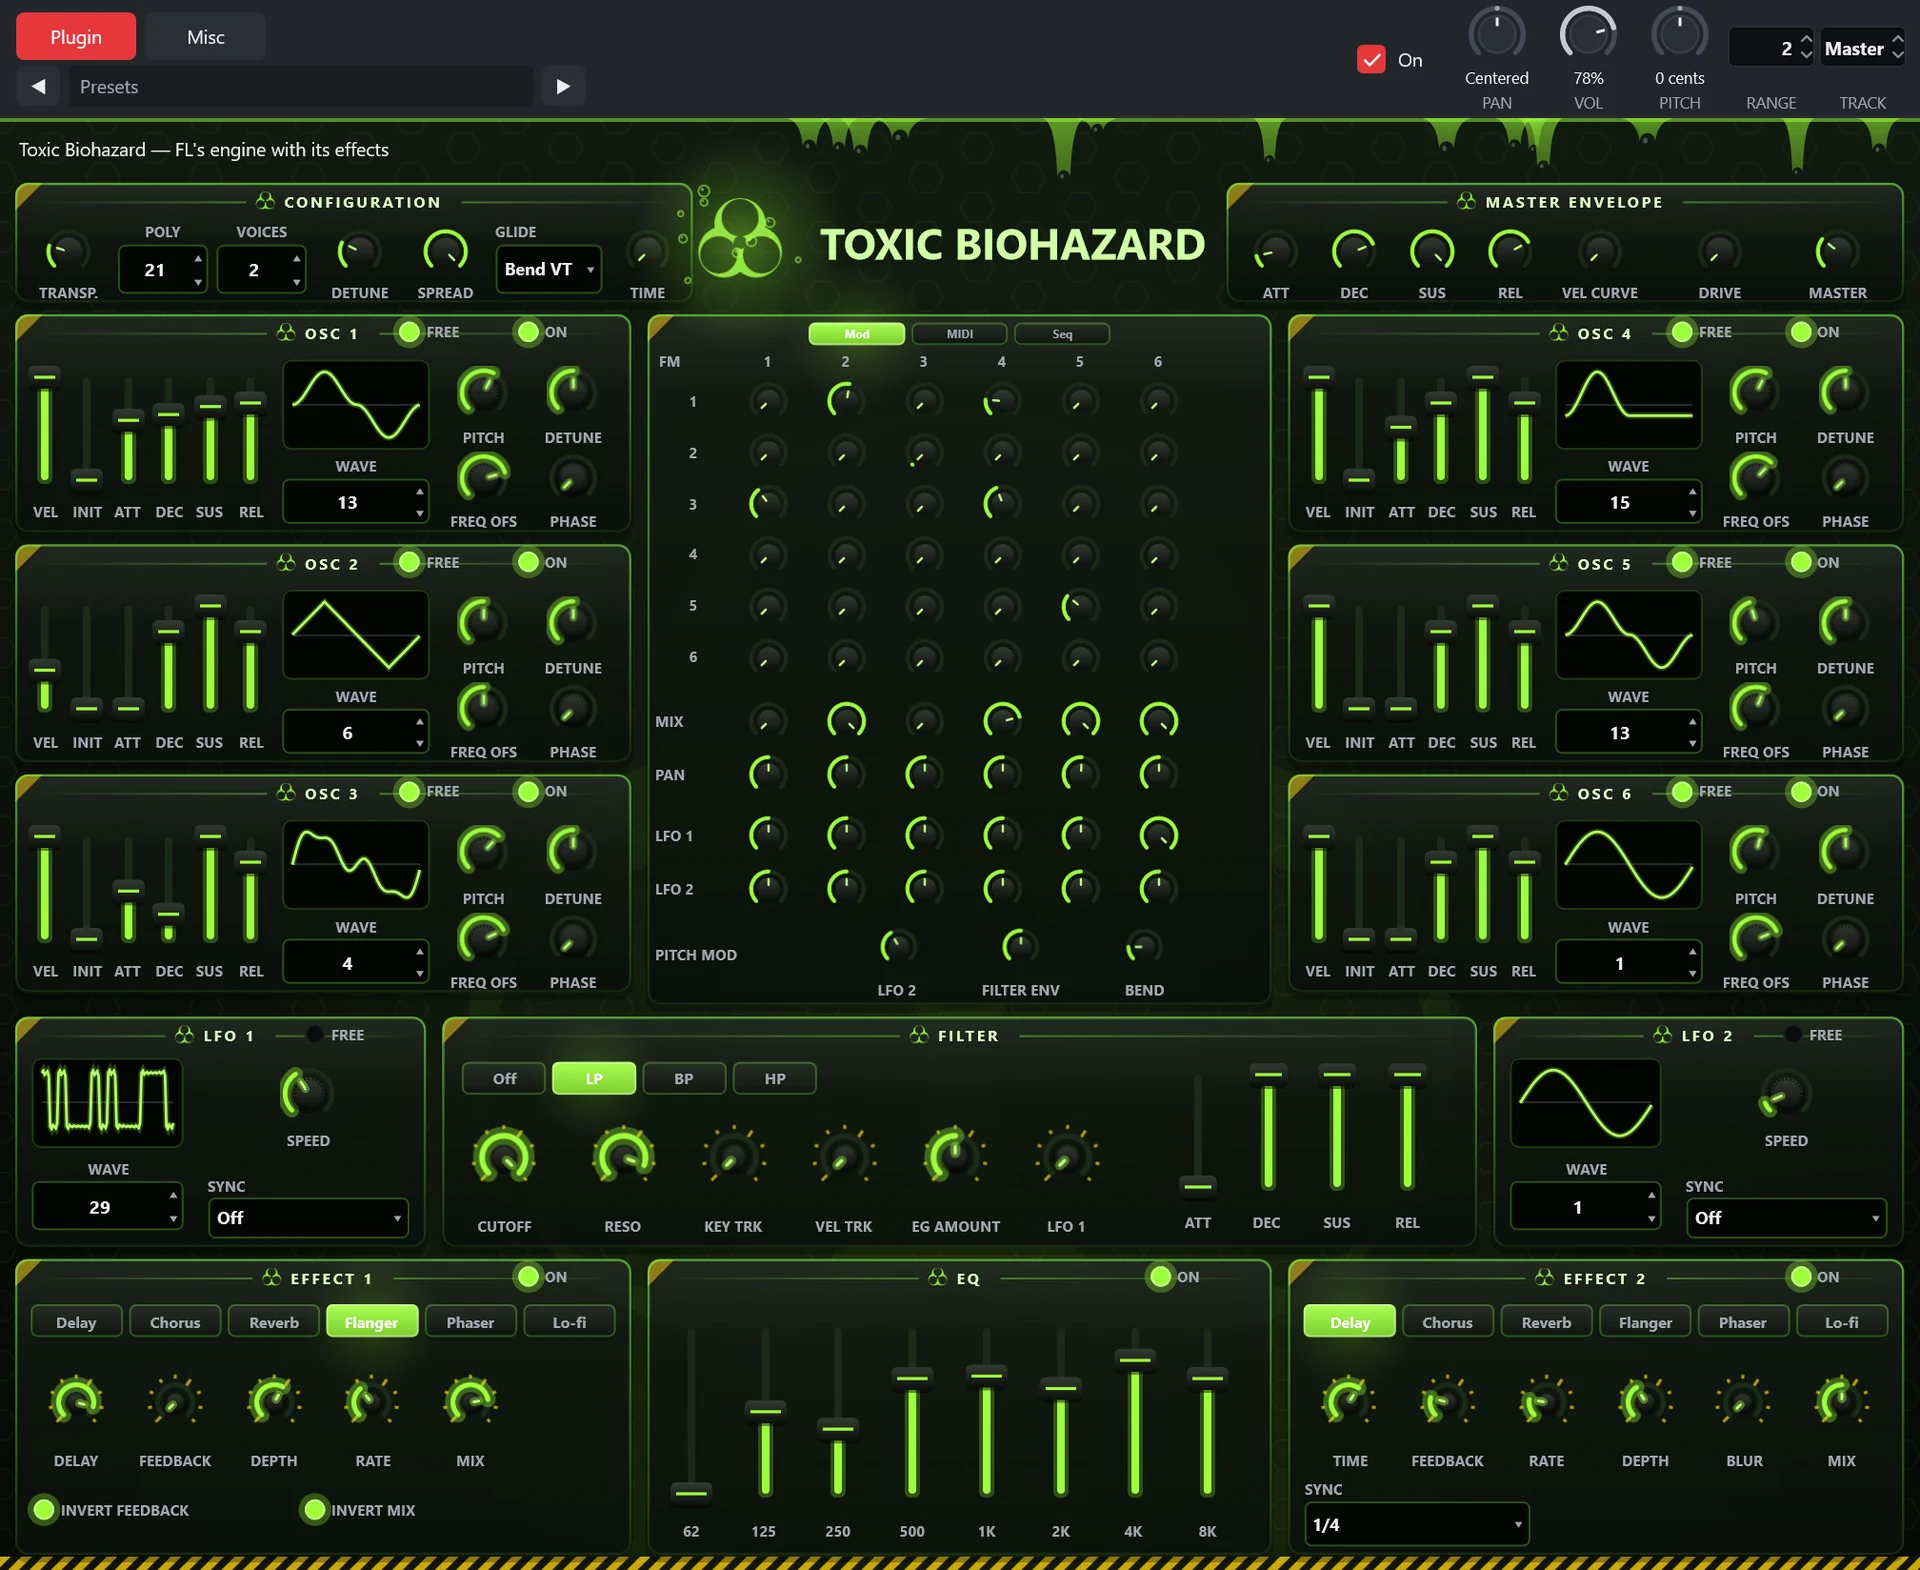 Plugin
Misc
Presets
On
Centered
PAN
78%
VOL
0 cents
PITCH
2
RANGE
Master
TRACK
Toxic Biohazard — FL's engine with its effects
CONFIGURATION
TRANSP.
POLY
21
VOICES
2
DETUNE
SPREAD
GLIDE
Bend VT
TIME
TOXIC BIOHAZARD
MASTER ENVELOPE
ATT DEC SUS REL VEL CURVE DRIVE MASTER
OSC 1 FREE ON
VEL INIT ATT DEC SUS REL
WAVE
13
PITCH DETUNE
FREQ OFS PHASE
OSC 2 FREE ON
VEL INIT ATT DEC SUS REL
WAVE
6
PITCH DETUNE
FREQ OFS PHASE
OSC 3 FREE ON
VEL INIT ATT DEC SUS REL
WAVE
4
PITCH DETUNE
FREQ OFS PHASE
Mod MIDI Seq
FM 1 2 3 4 5 6
1
2
3
4
5
6
MIX
PAN
LFO 1
LFO 2
PITCH MOD
LFO 2 FILTER ENV BEND
OSC 4 FREE ON
VEL INIT ATT DEC SUS REL
WAVE
15
PITCH DETUNE
FREQ OFS PHASE
OSC 5 FREE ON
VEL INIT ATT DEC SUS REL
WAVE
13
PITCH DETUNE
FREQ OFS PHASE
OSC 6 FREE ON
VEL INIT ATT DEC SUS REL
WAVE
1
PITCH DETUNE
FREQ OFS PHASE
LFO 1 FREE
SPEED
WAVE
29
SYNC
Off
FILTER
Off LP BP HP
CUTOFF RESO KEY TRK VEL TRK EG AMOUNT LFO 1
ATT DEC SUS REL
LFO 2 FREE
SPEED
WAVE
1
SYNC
Off
EFFECT 1 ON
Delay Chorus Reverb Flanger Phaser Lo-fi
DELAY FEEDBACK DEPTH RATE MIX
INVERT FEEDBACK INVERT MIX
EQ ON
62 125 250 500 1K 2K 4K 8K
EFFECT 2 ON
Delay Chorus Reverb Flanger Phaser Lo-fi
TIME FEEDBACK RATE DEPTH BLUR MIX
SYNC
1/4